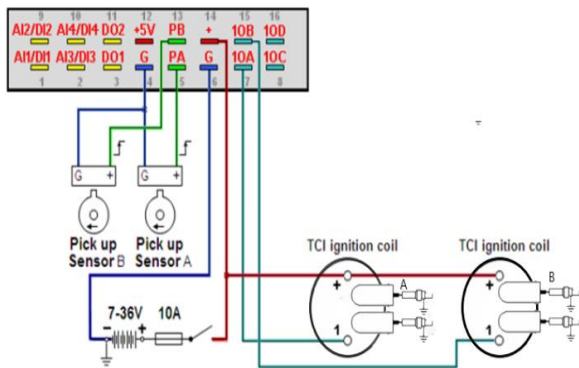 9 10 11 12 13 14 15 16
AI2/DI2 AI4/DI4 DO2 +5V PB + 10B 10D
AI1/DI1 AI3/DI3 DO1 G PA G 10A 10C
1 2 3 4 5 6 7 8
G + G +
Pick up Sensor B
Pick up Sensor A
TCI ignition coil
TCI ignition coil
+ A
+ B
1
1
7-36V 10A
- +